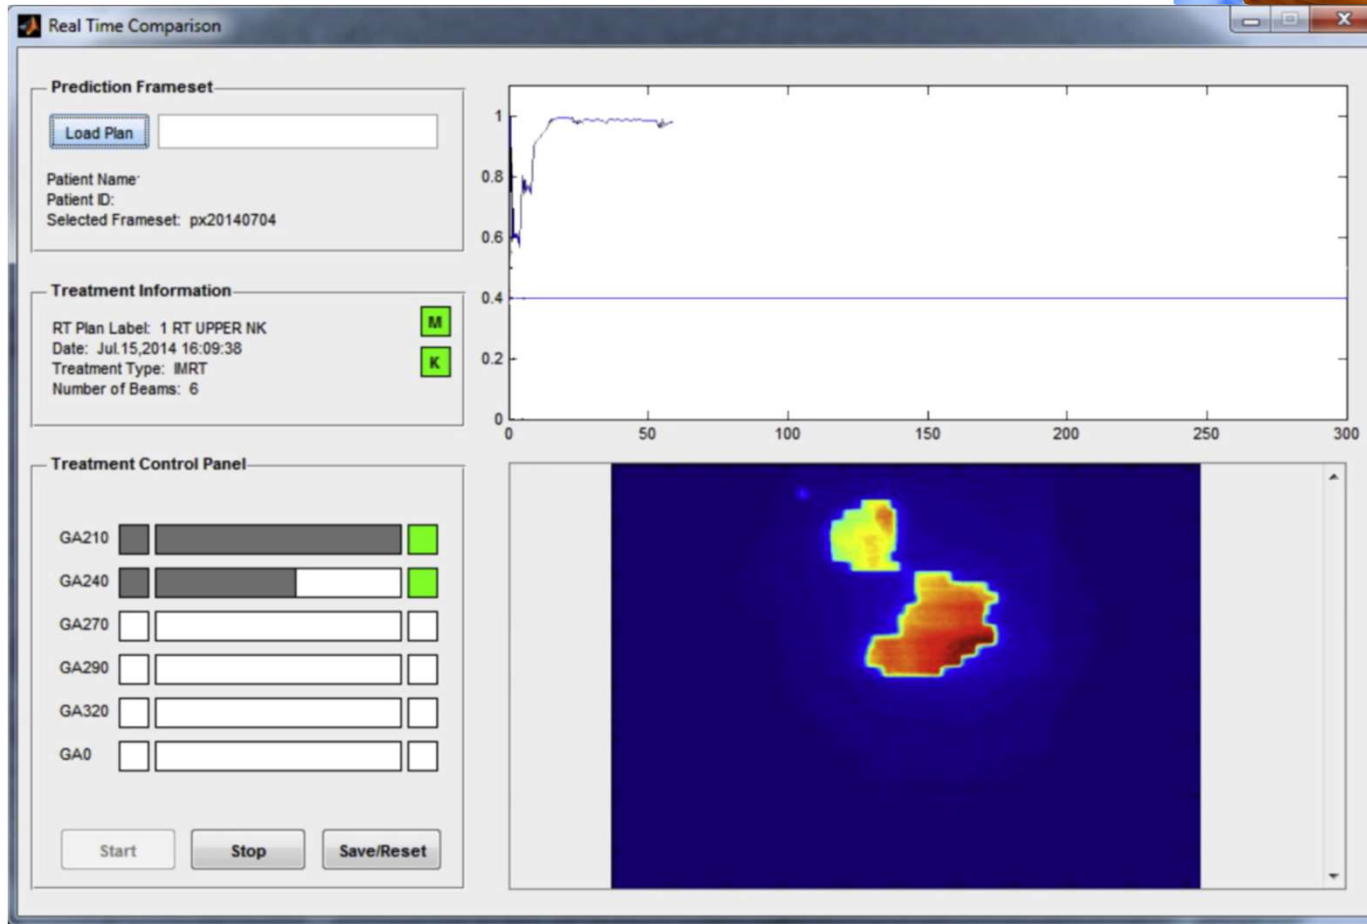 Real Time Comparison
Prediction Frameset
Load Plan
Patient Name:
Patient ID:
Selected Frameset: px20140704
Treatment Information
RT Plan Label: 1 RT UPPER NK
Date: Jul.15,2014 16:09:38
Treatment Type: IMRT
Number of Beams: 6
M
K
Treatment Control Panel
GA210
GA240
GA270
GA290
GA320
GA0
Start Stop Save/Reset
1
0.8
0.6
0.4
0.2
0
0 50 100 150 200 250 300